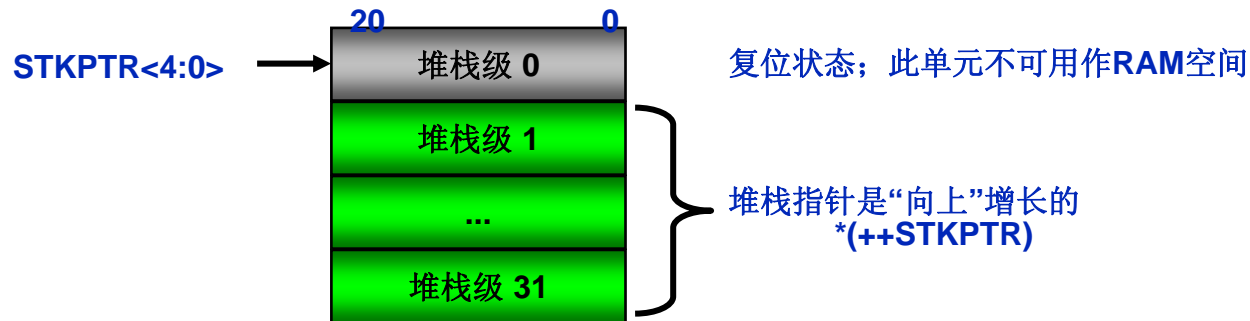 20 0
STKPTR<4:0>
堆栈级 0
复位状态；此单元不可用作RAM空间
堆栈级 1
...
堆栈指针是“向上”增长的
*(++STKPTR)
堆栈级 31